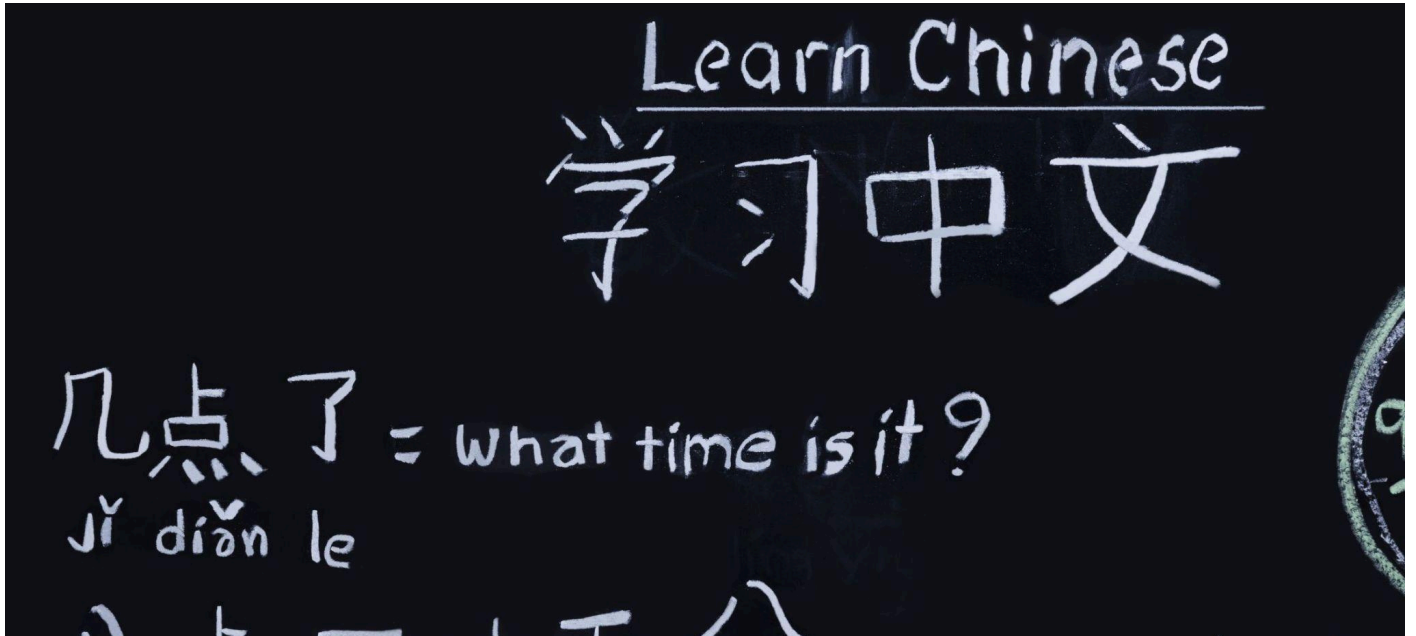 Learn Chinese
学习中文
几点了 = what time is it?
jǐ diǎn le